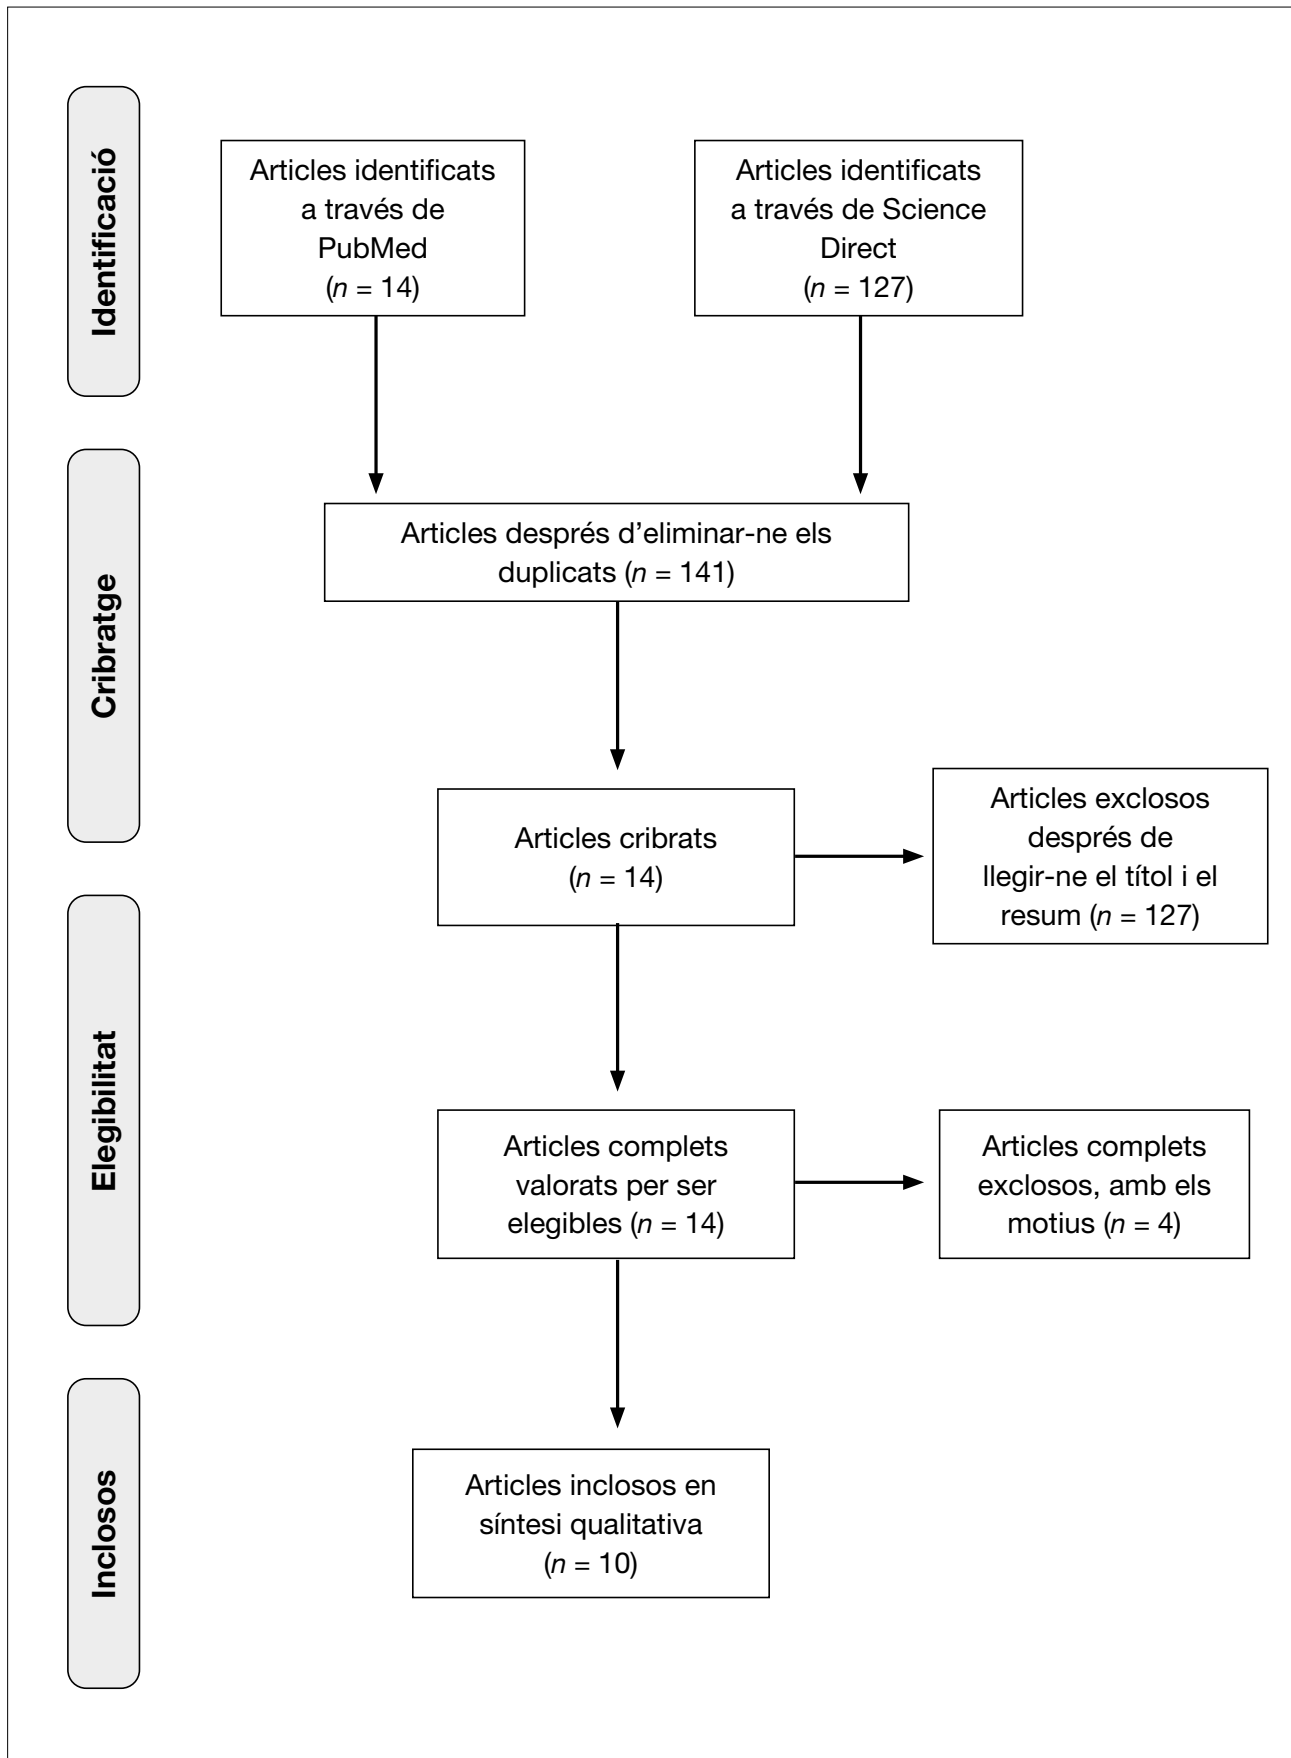 Identificació
Articles identificats
a través de
PubMed
(n = 14)
Articles identificats
a través de Science
Direct
(n = 127)
Cribratge
Articles després d’eliminar-ne els
duplicats (n = 141)
Articles cribrats
(n = 14)
Articles exclosos
després de
llegir-ne el títol i el
resum (n = 127)
Elegibilitat
Articles complets
valorats per ser
elegibles (n = 14)
Articles complets
exclosos, amb els
motius (n = 4)
Inclosos
Articles inclosos en
síntesi qualitativa
(n = 10)